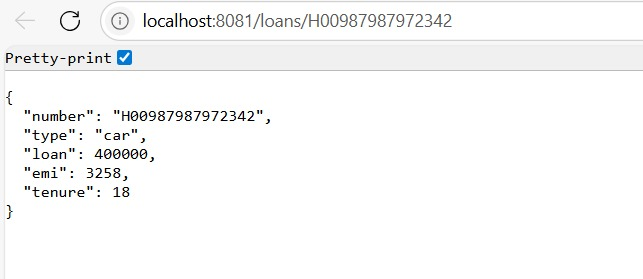 localhost:8081/loans/H00987987972342
Pretty-print
{
"number": "H00987987972342",
"type": "car",
"loan": 400000,
"emi": 3258,
"tenure": 18
}